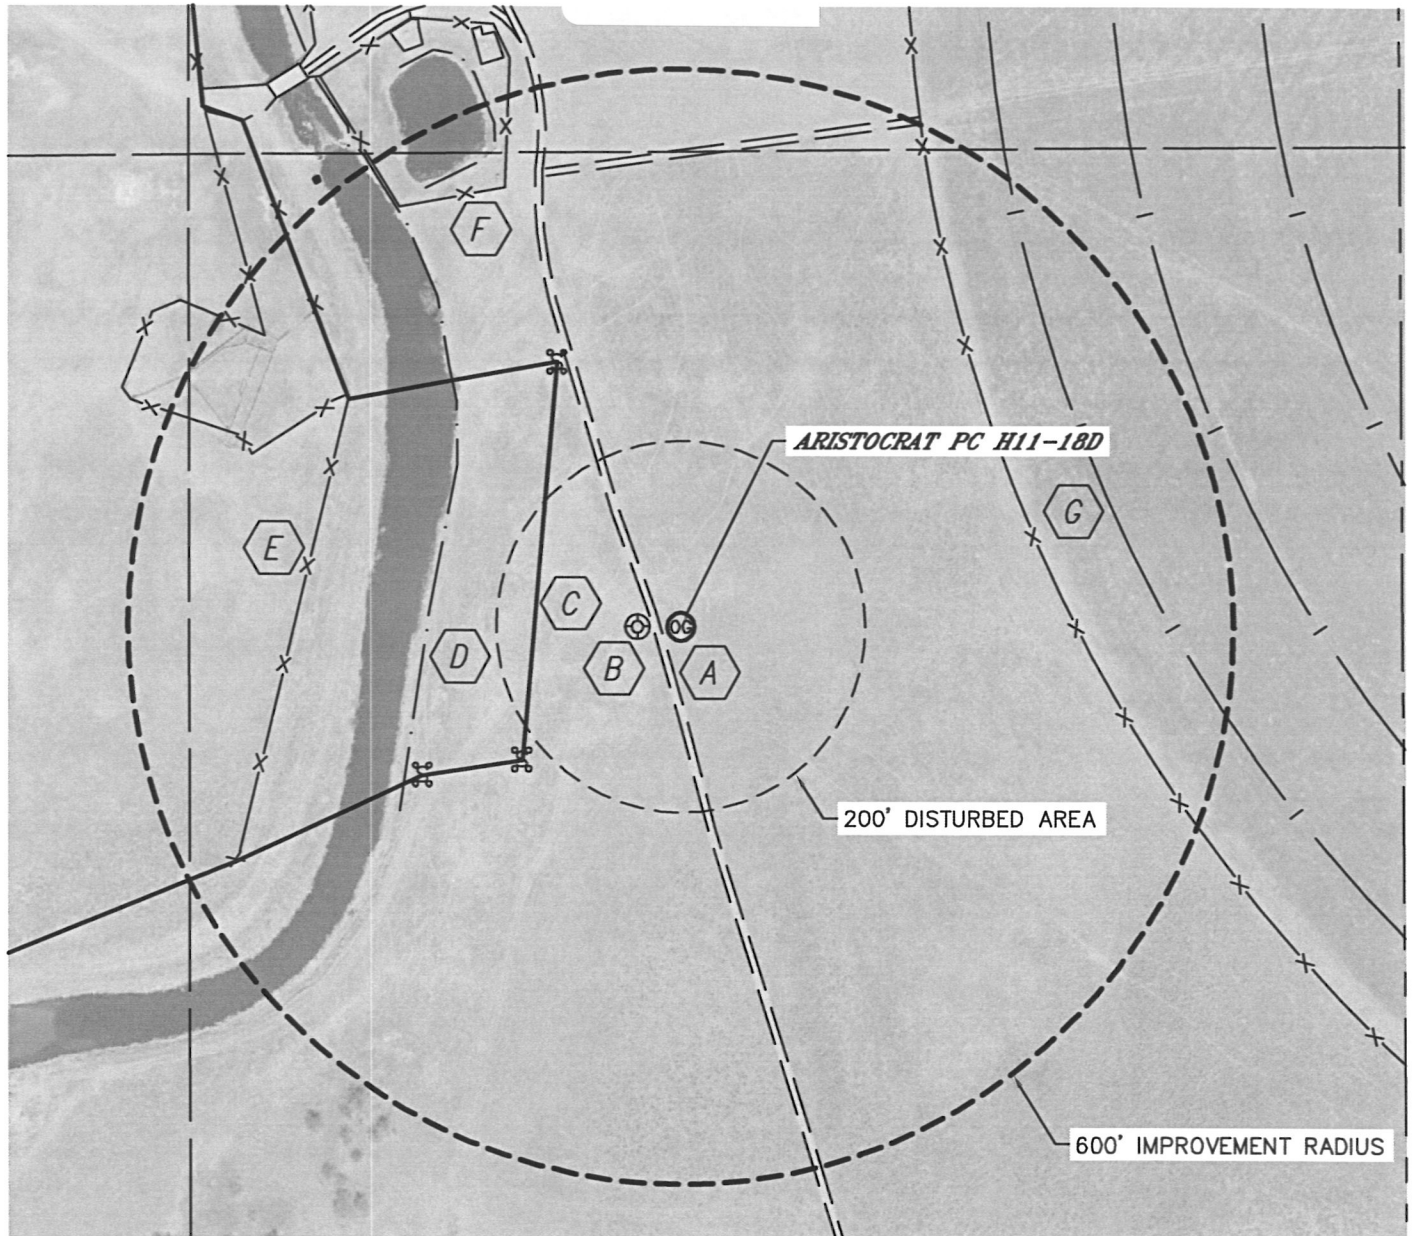 F
ARISTOCRAT PC H11-18D
G
E
C
OG
D
B
A
200' DISTURBED AREA
600' IMPROVEMENT RADIUS